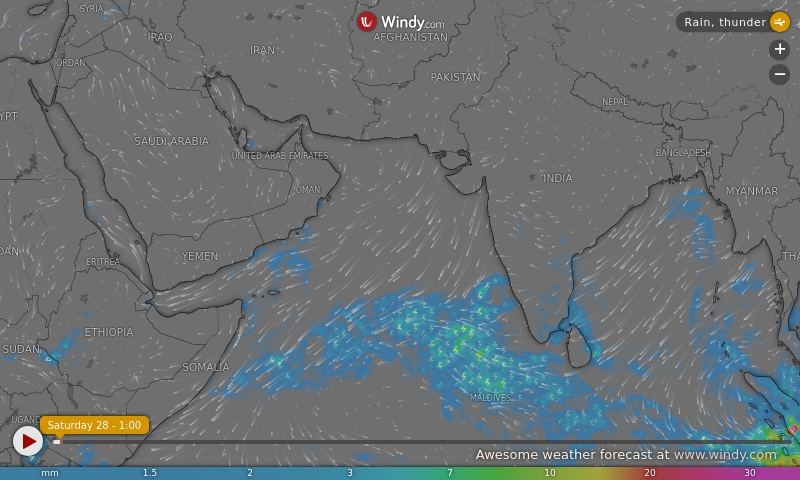 SYRIA
Windy.com
Rain, thunder
IRAQ
IRAN
AFGHANISTAN
+
JORDAN
PAKISTAN
−
NEPAL
YPT
SAUDI ARABIA
UNITED ARAB EMIRATES
BANGLADESH
INDIA
OMAN
MYANMAR
DAN
YEMEN
ERITREA
THA
ETHIOPIA
SUDAN
SOMALIA
MALDIVES
UGAND
Saturday 28 - 1:00
Awesome weather forecast at www.windy.com
mm 1.5 2 3 7 10 20 30